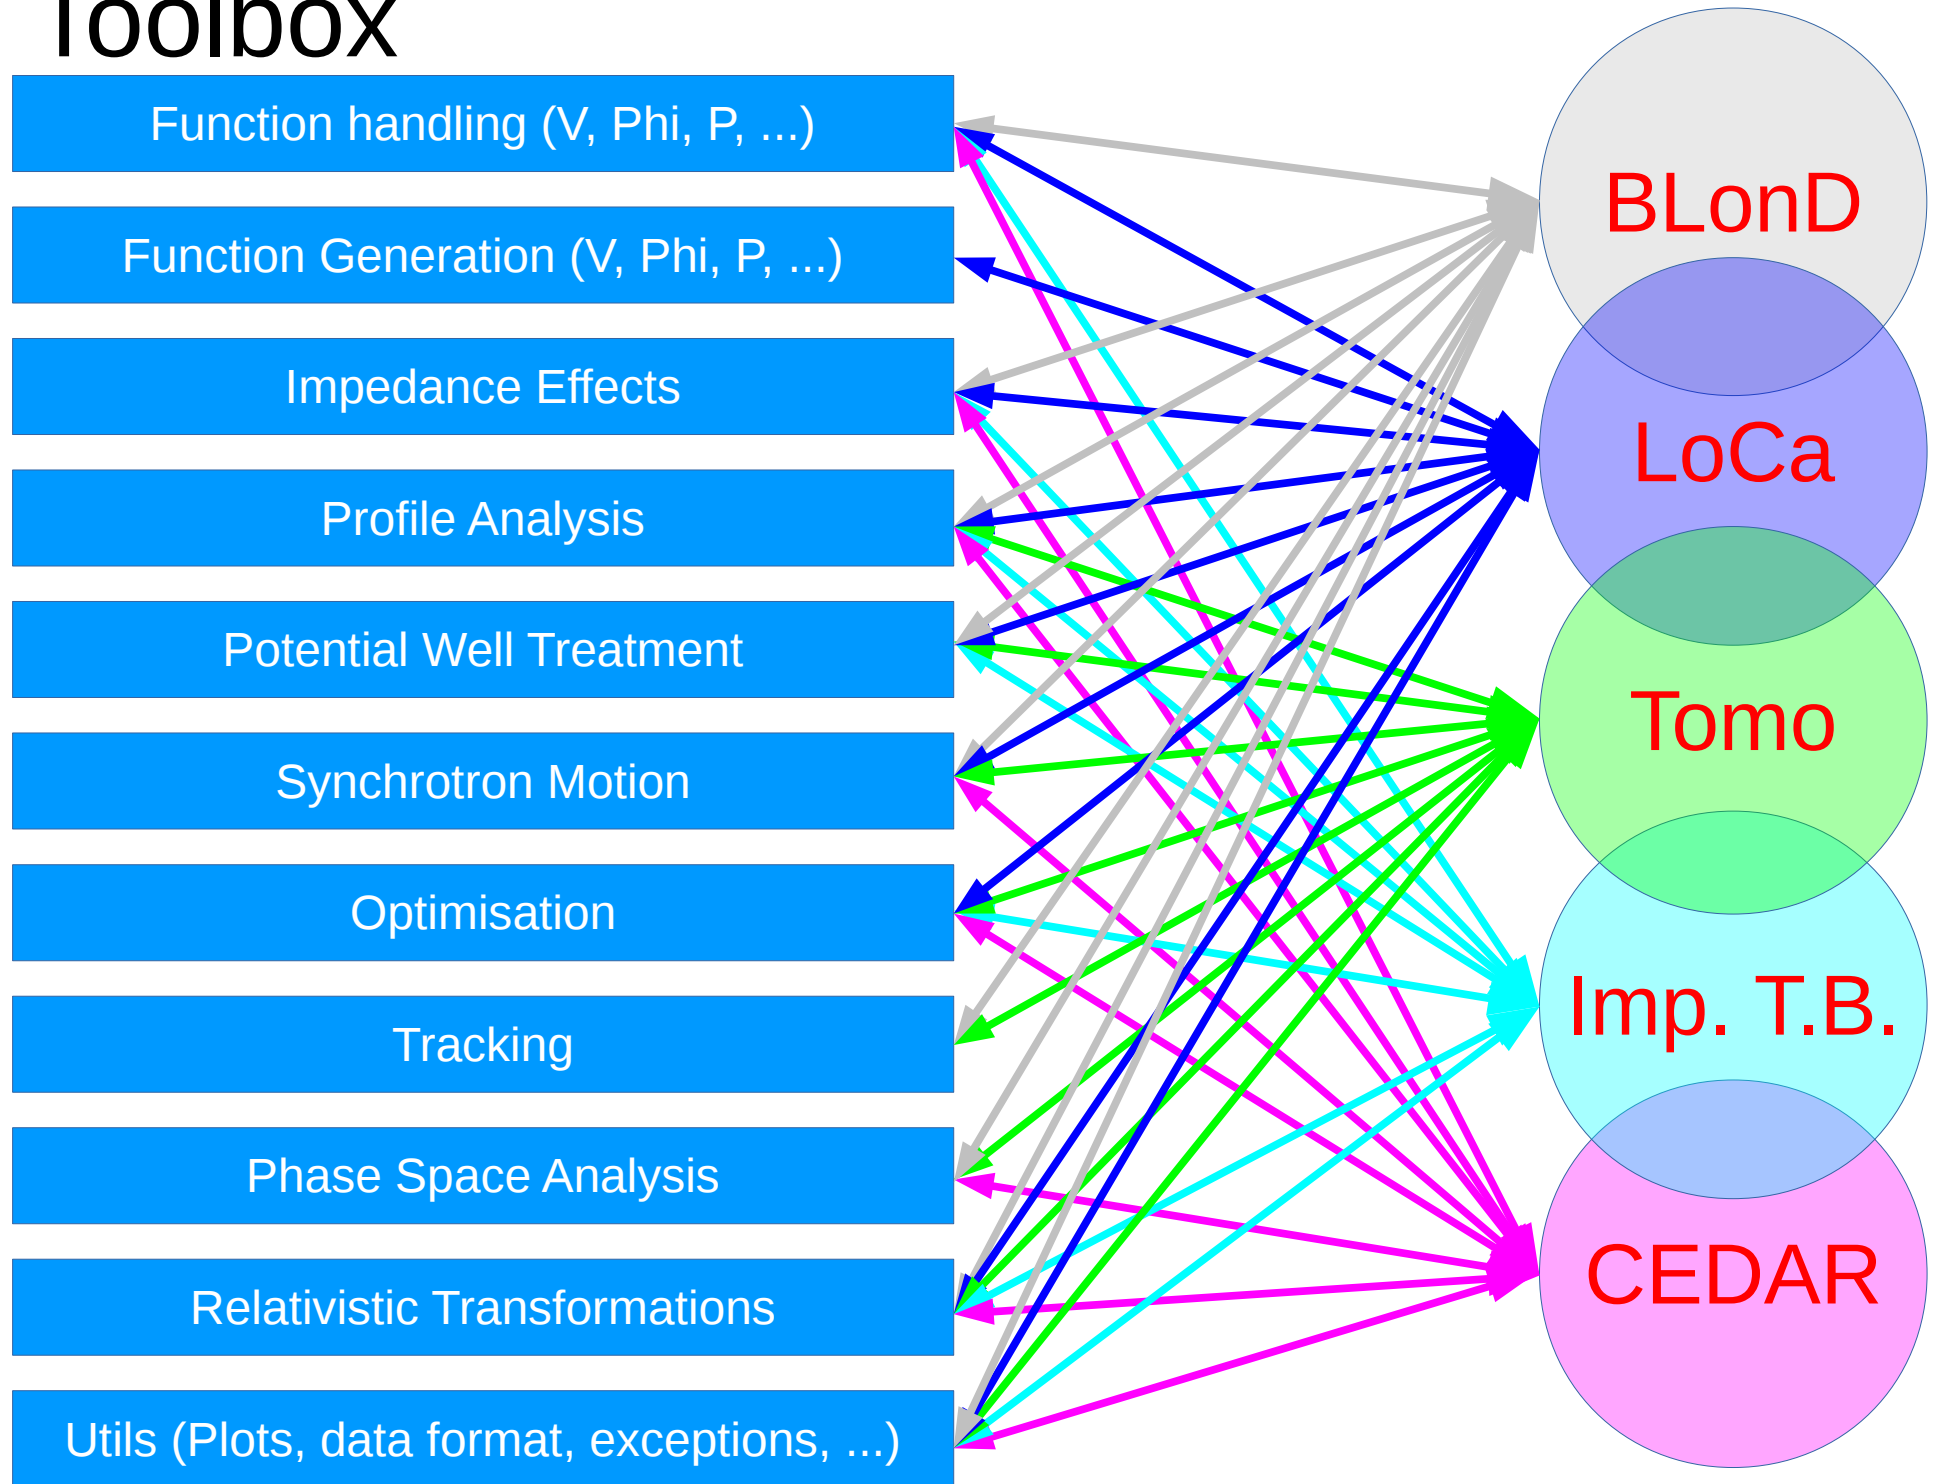 Toolbox
Function handling (V, Phi, P, ...)
Function Generation (V, Phi, P, ...)
Impedance Effects
Profile Analysis
Potential Well Treatment
Synchrotron Motion
Optimisation
Tracking
Phase Space Analysis
Relativistic Transformations
Utils (Plots, data format, exceptions, ...)
BLonD
LoCa
Tomo
Imp. T.B.
CEDAR